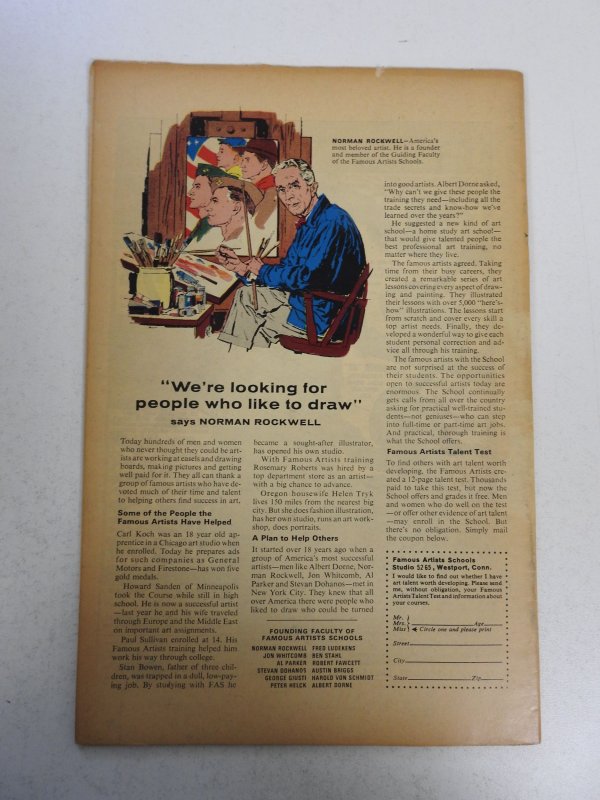 NORMAN ROCKWELL—America's
most beloved artist. He is a founder
and member of the Guiding Faculty
of the Famous Artists Schools.
"We're looking for
people who like to draw"
says NORMAN ROCKWELL
Today hundreds of men and women
who never thought they could be art-
ists are working at easels and drawing
boards, making pictures and getting
well paid for it. They all can thank a
group of famous artists who have de-
voted much of their time and talent
to helping others find success in art.
Some of the People the
Famous Artists Have Helped
Carl Koch was an 18 year old ap-
prentice in a Chicago art studio when
he enrolled. Today he prepares ads
for such companies as General
Motors and Firestone—has won five
gold medals.
Howard Sanden of Minneapolis
took the Course while still in high
school. He is now a successful artist
—last year he and his wife traveled
through Europe and the Middle East
on important art assignments.
Paul Sullivan enrolled at 14. His
Famous Artists training helped him
work his way through college.
Stan Bowen, father of three chil-
dren, was trapped in a dull, low-pay-
ing job. By studying with FAS he
became a sought-after illustrator,
has opened his own studio.
With Famous Artists training
Rosemary Roberts was hired by a
top department store as an artist—
with a big chance to advance.
Oregon housewife Helen Tryk
lives 150 miles from the nearest big
city. But she does fashion illustration,
has her own studio, runs an art work-
shop, does portraits.
A Plan to Help Others
It started over 18 years ago when a
group of America's most successful
artists—men like Albert Dorne, Nor-
man Rockwell, Jon Whitcomb, Al
Parker and Stevan Dohanos—met in
New York City. They knew that all
over America there were people who
liked to draw who could be turned
FOUNDING FACULTY OF
FAMOUS ARTISTS SCHOOLS
NORMAN ROCKWELL FRED LUDEKENS
JON WHITCOMB BEN STAHL
AL PARKER ROBERT FAWCETT
STEVAN DOHANOS AUSTIN BRIGGS
GEORGE GIUSTI HAROLD VON SCHMIDT
PETER HELCK ALBERT DORNE
into good artists. Albert Dorne asked,
"Why can't we give these people the
training they need—including all the
trade secrets and know-how we've
learned over the years?"
He suggested a new kind of art
school—a home study art school—
that would give talented people the
best professional art training, no
matter where they live.
The famous artists agreed. Taking
time from their busy careers, they
created a remarkable series of art
lessons covering every aspect of draw-
ing and painting. They illustrated
their lessons with over 5,000 "here's-
how" illustrations. The lessons start
from scratch and cover every skill a
top artist needs. Finally, they de-
veloped a wonderful way to give each
student personal correction and ad-
vice all through his training.
The famous artists with the School
are not surprised at the success of
their students. The opportunities
open to successful artists today are
enormous. The School continually
gets calls from all over the country
asking for practical well-trained stu-
dents—not geniuses—who can step
into full-time or part-time art jobs.
And practical, thorough training is
what the School offers.
Famous Artists Talent Test
To find others with art talent worth
developing, the Famous Artists cre-
ated a 12-page talent test. Thousands
paid to take this test, but now the
School offers and grades it free. Men
and women who do well on the test
—or offer other evidence of art talent
—may enroll in the School. But
there's no obligation. Simply mail
the coupon below.
Famous Artists Schools
Studio 5265, Westport, Conn.
I would like to find out whether I have
art talent worth developing. Please send
me, without obligation, your Famous
Artists Talent Test and information about
your courses.
Mr.
Mrs. Age
Miss Circle one and please print
Street
City
State Zip